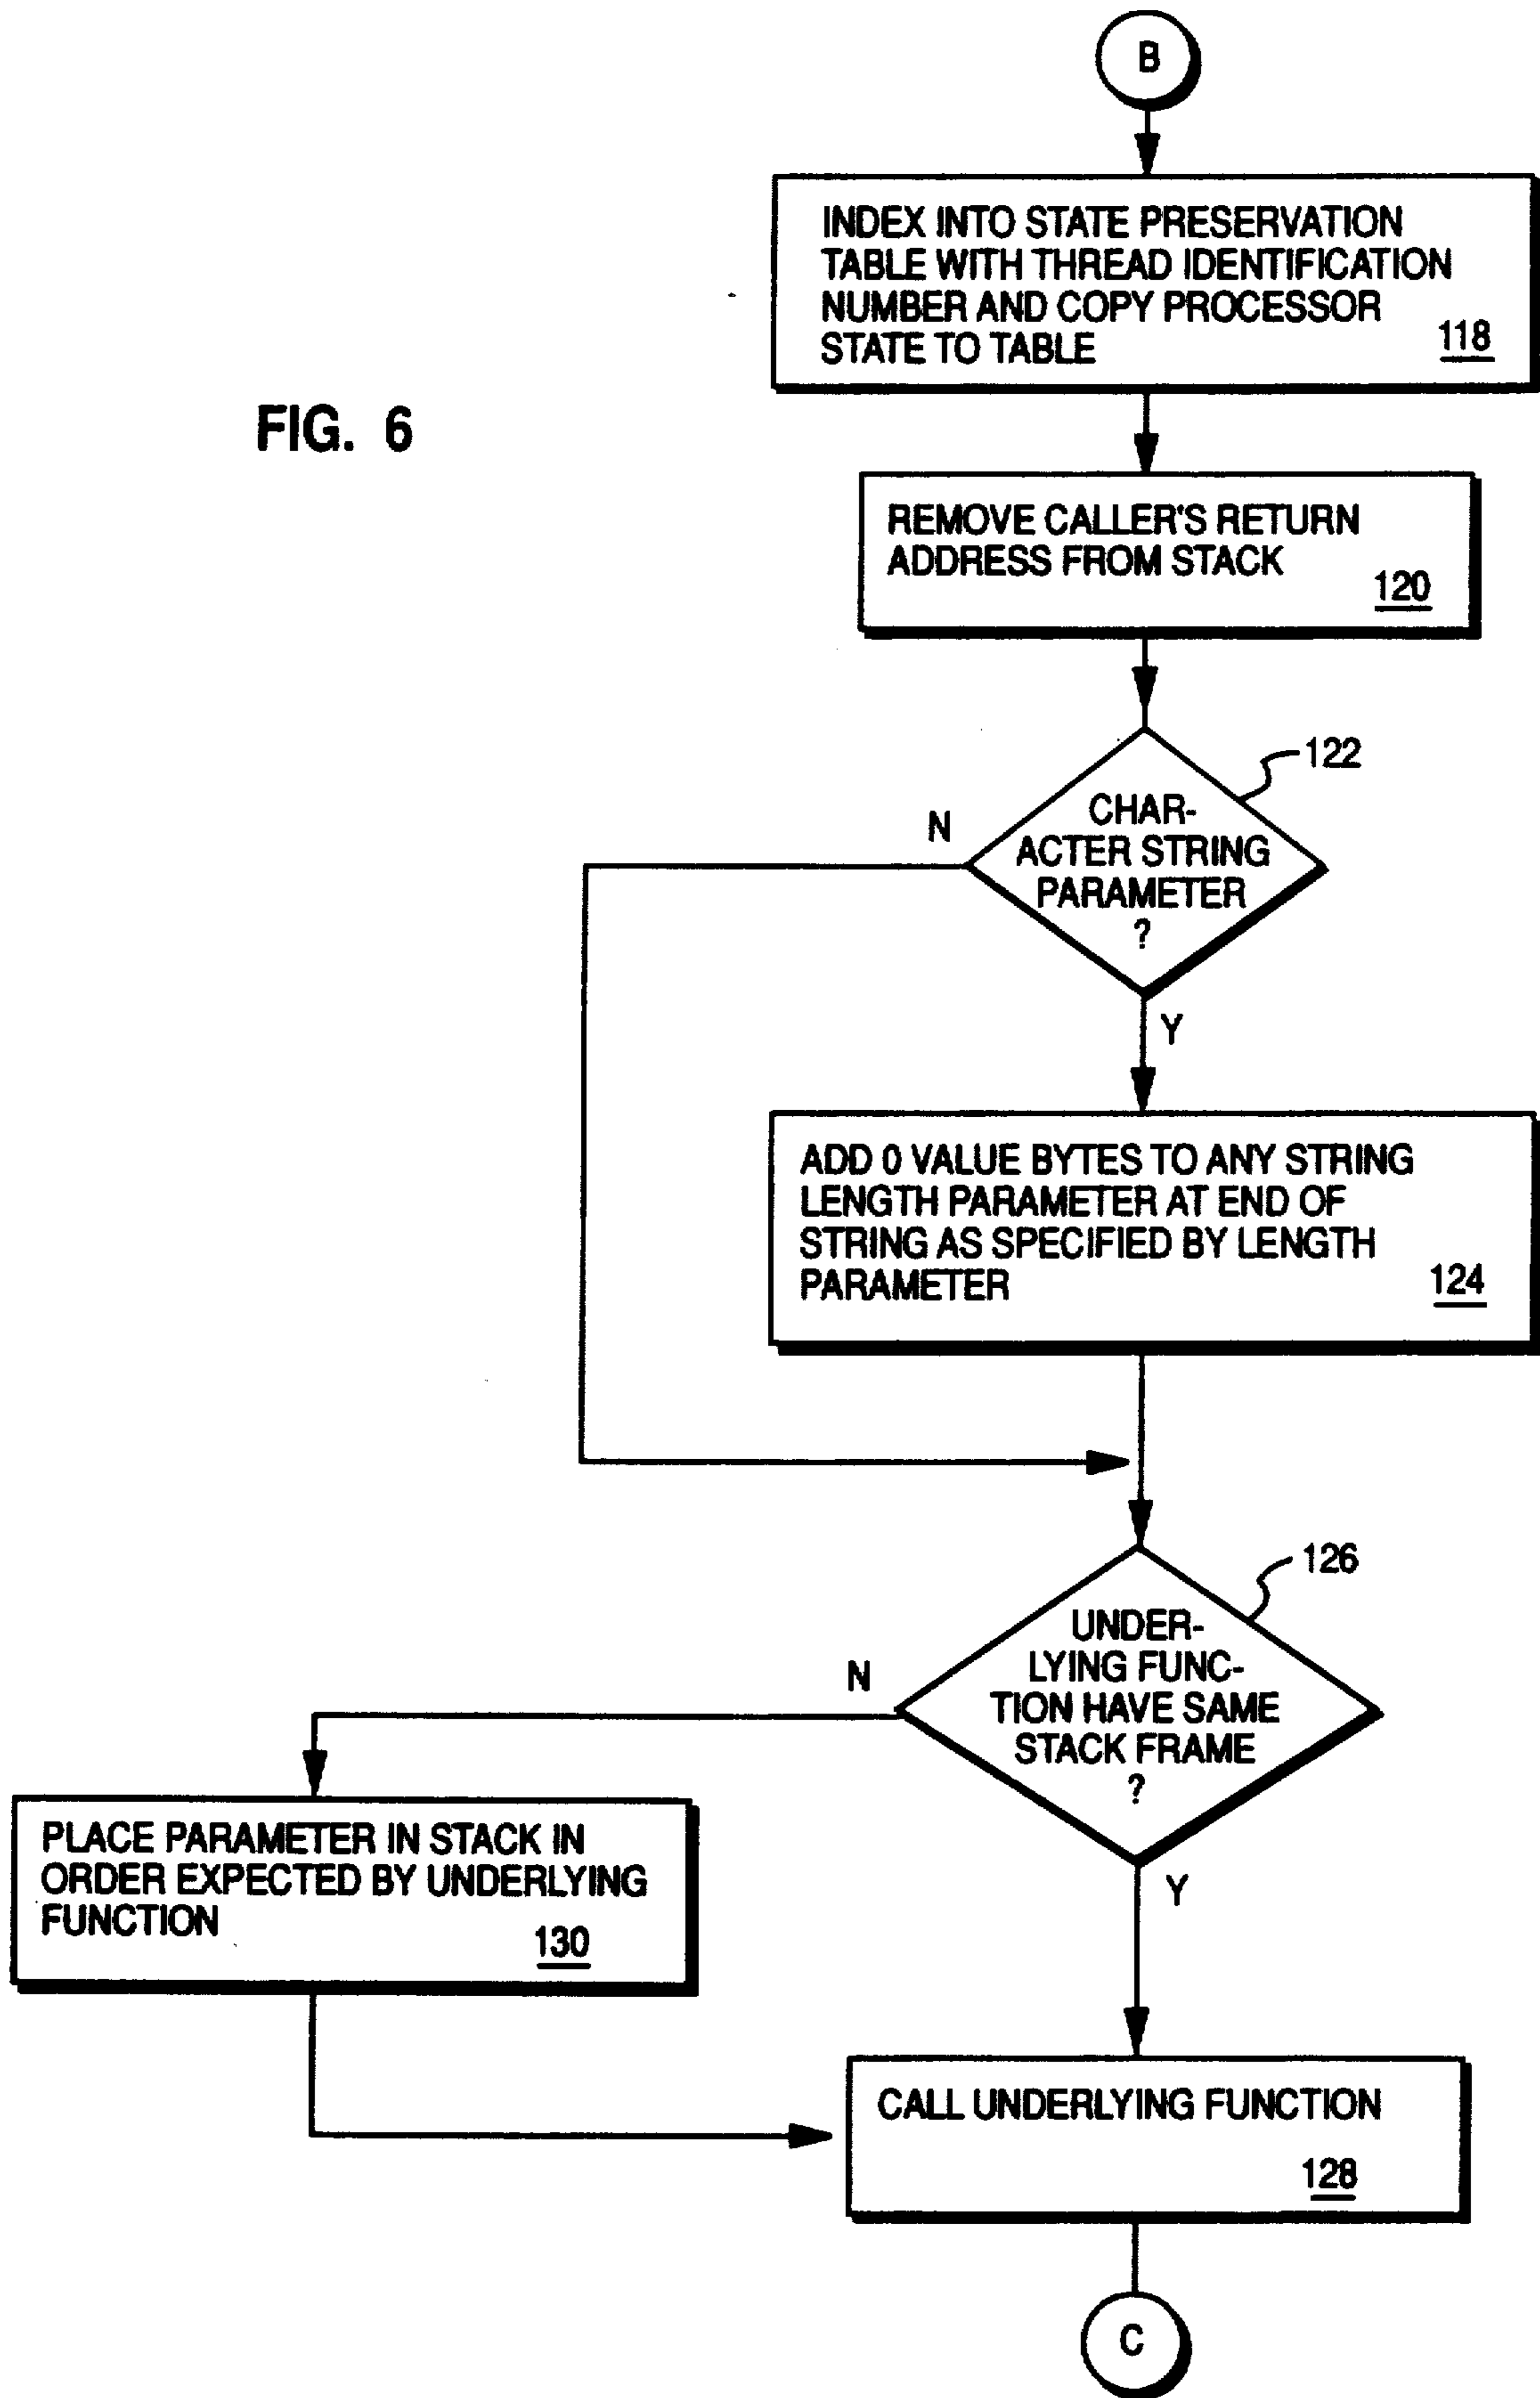 B
INDEX INTO STATE PRESERVATION
TABLE WITH THREAD IDENTIFICATION
NUMBER AND COPY PROCESSOR
STATE TO TABLE
118
FIG. 6
REMOVE CALLER'S RETURN
ADDRESS FROM STACK
120
122
CHAR-
ACTER STRING
PARAMETER
?
N
Y
ADD 0 VALUE BYTES TO ANY STRING
LENGTH PARAMETER AT END OF
STRING AS SPECIFIED BY LENGTH
PARAMETER
124
126
UNDER-
LYING FUNC-
TION HAVE SAME
STACK FRAME
?
N
Y
PLACE PARAMETER IN STACK IN
ORDER EXPECTED BY UNDERLYING
FUNCTION
130
CALL UNDERLYING FUNCTION
128
C